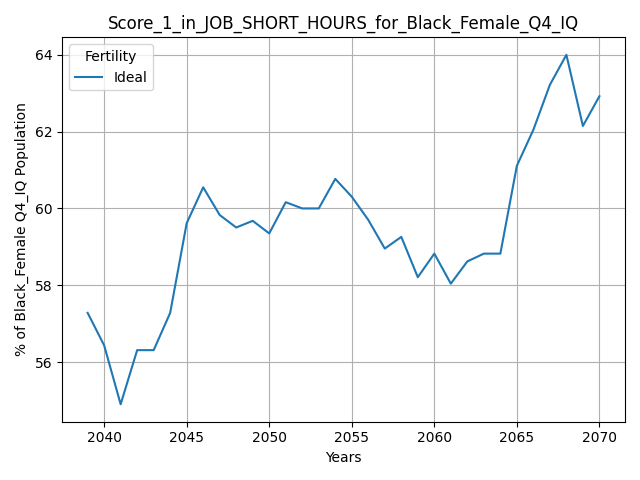 Score_1_in_JOB_SHORT_HOURS_for_Black_Female_Q4_IQ
Fertility
Ideal
% of Black_Female Q4_IQ Population
64
62
60
58
56
2040
2045
2050
2055
2060
2065
2070
Years